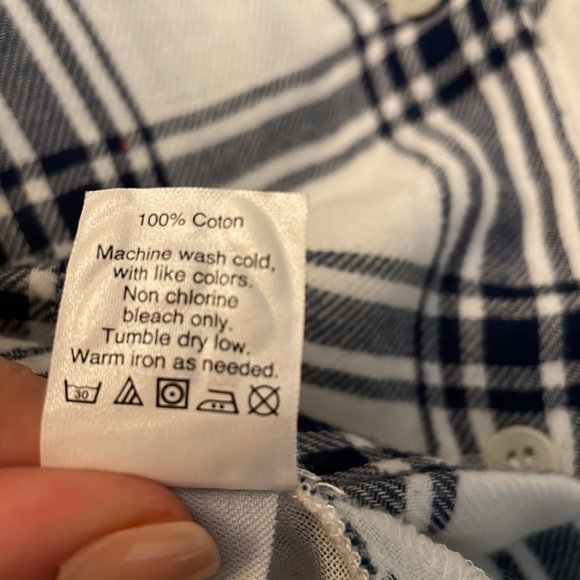 100% Coton
Machine wash cold,
with like colors.
Non chlorine
bleach only.
Tumble dry low.
Warm iron as needed.
30